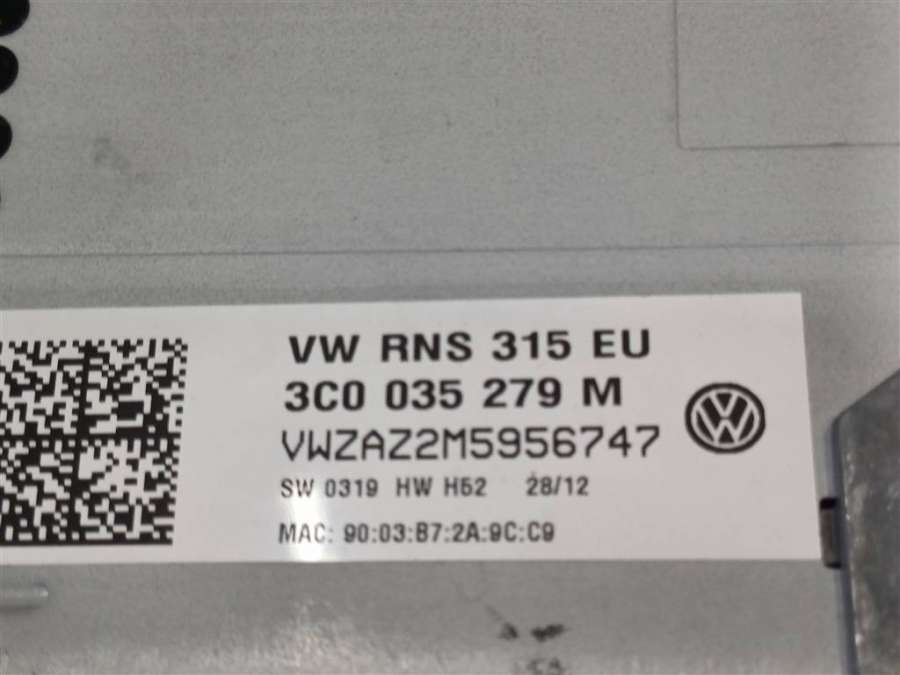 VW RNS 315 EU
3C0 035 279 M
VWZAZ2M5956747
SW 0319 HW H52 28/12
MAC: 90:03:B7:2A:9C:C9